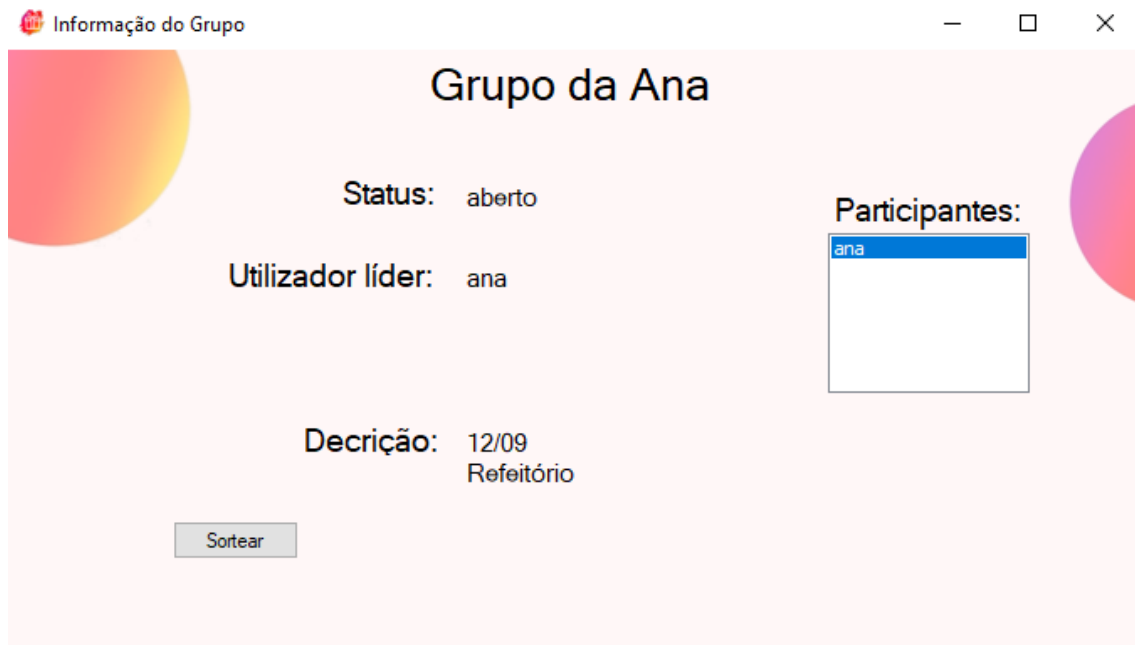 Informação do Grupo
Grupo da Ana
Status: aberto
Participantes:
ana
Utilizador líder: ana
Decrição: 12/09
Refeitório
Sortear